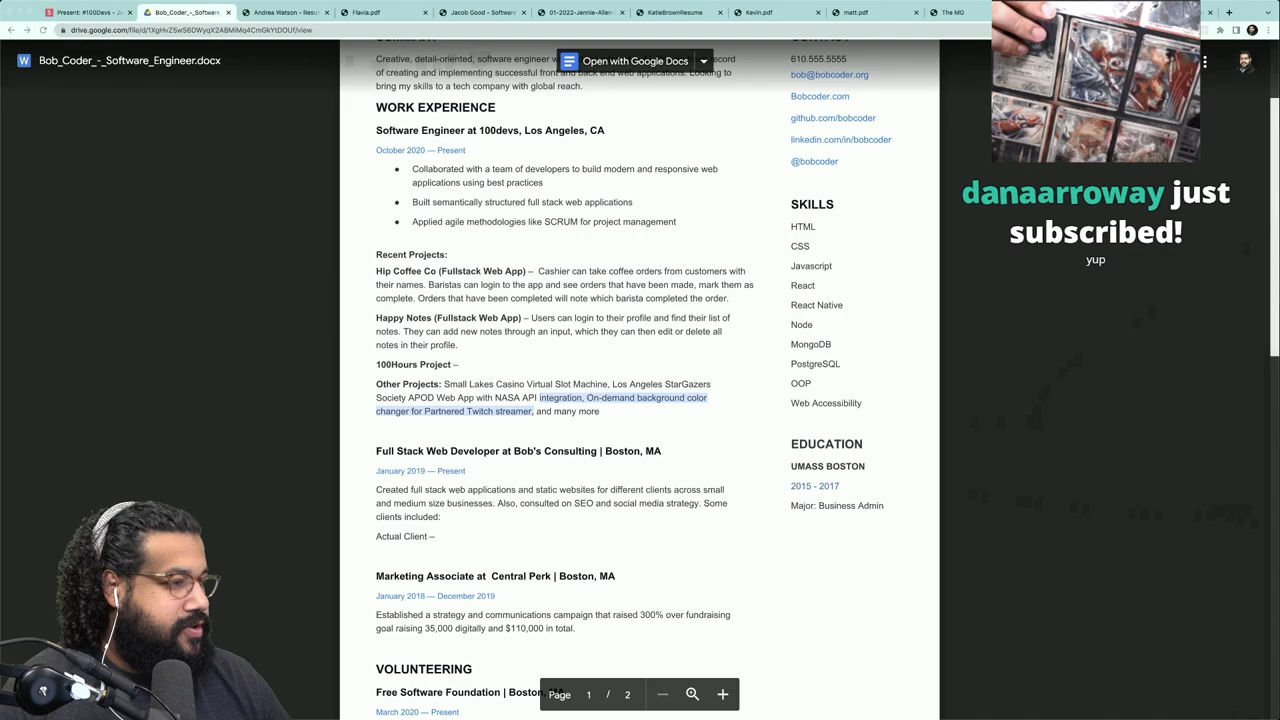 Present: #100Devs - Ja
Bob_Coder_-_Software_
Andrea Watson - Resu
Flavia.pdf
Jacob Good - Software
01-2022-Jennie-Allen-
KatieBrownResume
Kevin.pdf
matt.pdf
The MG
drive.google.com/file/d/1XgHvZ5wS6DWyqX2ABMiMq4CmGkYtDOUf/view
Bob_Coder_-_Software_Engineer.docx
Open with Google Docs
Creative, detail-oriented, software engineer
of creating and implementing successful front and back end web applications. Looking to
bring my skills to a tech company with global reach.
WORK EXPERIENCE
Software Engineer at 100devs, Los Angeles, CA
October 2020 — Present
● Collaborated with a team of developers to build modern and responsive web
applications using best practices
● Built semantically structured full stack web applications
● Applied agile methodologies like SCRUM for project management
Recent Projects:
Hip Coffee Co (Fullstack Web App) – Cashier can take coffee orders from customers with
their names. Baristas can login to the app and see orders that have been made, mark them as
complete. Orders that have been completed will note which barista completed the order.
Happy Notes (Fullstack Web App) – Users can login to their profile and find their list of
notes. They can add new notes through an input, which they can then edit or delete all
notes in their profile.
100Hours Project –
Other Projects: Small Lakes Casino Virtual Slot Machine, Los Angeles StarGazers
Society APOD Web App with NASA API integration, On-demand background color
changer for Partnered Twitch streamer, and many more
Full Stack Web Developer at Bob's Consulting | Boston, MA
January 2019 — Present
Created full stack web applications and static websites for different clients across small
and medium size businesses. Also, consulted on SEO and social media strategy. Some
clients included:
Actual Client –
Marketing Associate at Central Perk | Boston, MA
January 2018 — December 2019
Established a strategy and communications campaign that raised 300% over fundraising
goal raising 35,000 digitally and $110,000 in total.
VOLUNTEERING
Free Software Foundation | Boston, MA
March 2020 — Present
610.555.5555
bob@bobcoder.org
Bobcoder.com
github.com/bobcoder
linkedin.com/in/bobcoder
@bobcoder
SKILLS
HTML
CSS
Javascript
React
React Native
Node
MongoDB
PostgreSQL
OOP
Web Accessibility
EDUCATION
UMASS BOSTON
2015 - 2017
Major: Business Admin
Page 1 / 2
danaarroway just
subscribed!
yup